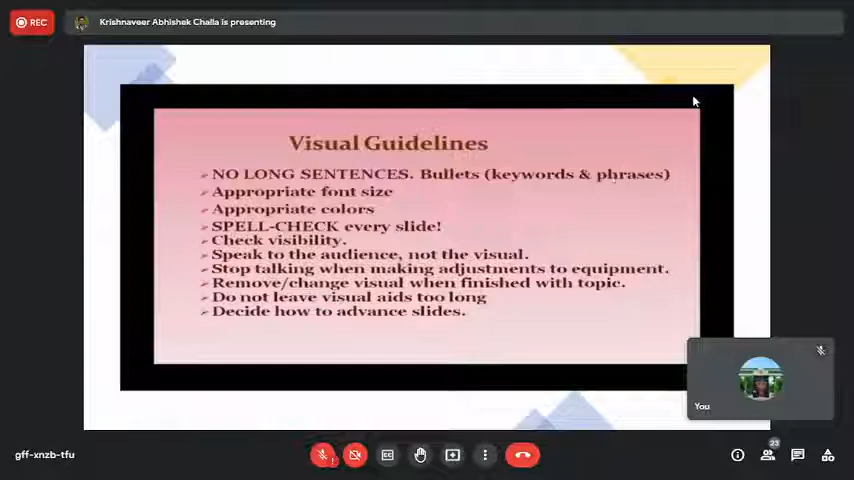 REC
Krishnaveer Abhishek Challa is presenting
Visual Guidelines
NO LONG SENTENCES. Bullets (keywords & phrases)
Appropriate font size
Appropriate colors
SPELL-CHECK every slide!
Check visibility.
Speak to the audience, not the visual.
Stop talking when making adjustments to equipment.
Remove/change visual when finished with topic.
Do not leave visual aids too long
Decide how to advance slides.
You
gff-xnzb-tfu
23